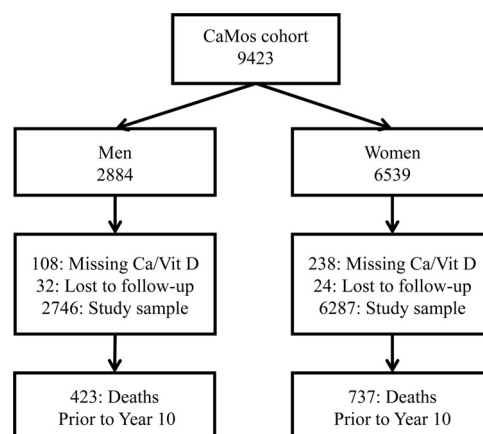 CaMos cohort
9423
Men
2884
Women
6539
108: Missing Ca/Vit D
32: Lost to follow-up
2746: Study sample
238: Missing Ca/Vit D
24: Lost to follow-up
6287: Study sample
423: Deaths
Prior to Year 10
737: Deaths
Prior to Year 10